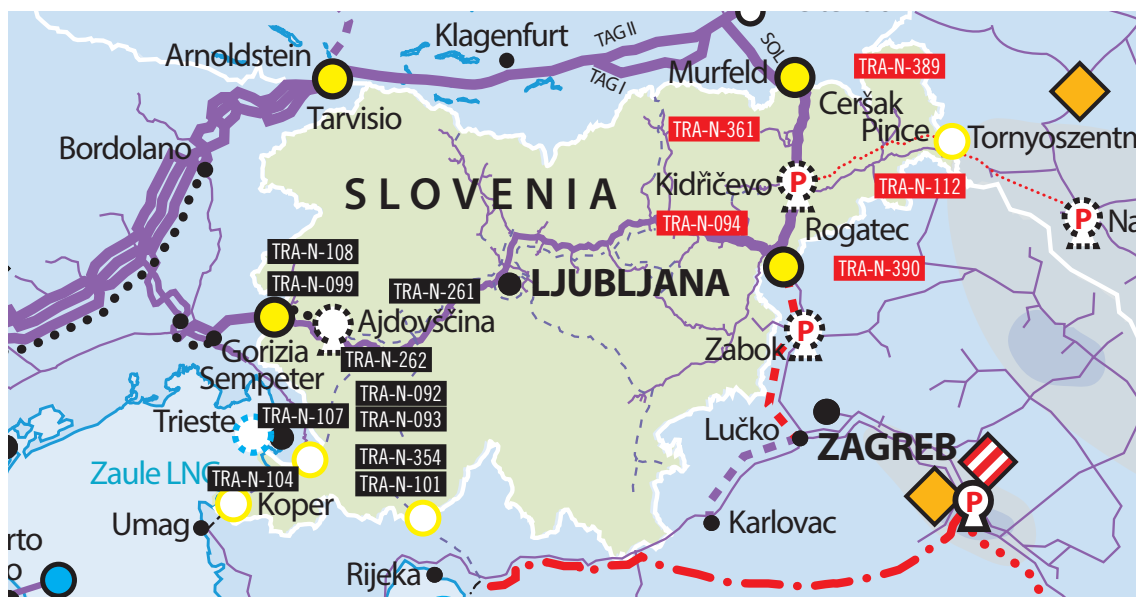 Klagenfurt
TAG II
SOL
Arnoldstein
TAG I
Murfeld
TRA-N-389
Tarvisio
Ceršak
TRA-N-361
Pince
Tornyoszentm
Bordolano
SLOVENIA
Kidričevo
P
TRA-N-112
P
Na
TRA-N-094
Rogatec
TRA-N-108
TRA-N-390
TRA-N-099
TRA-N-261
LJUBLJANA
Ajdovščina
P
Gorizia
TRA-N-262
Zabok
Sempeter
TRA-N-092
TRA-N-107
TRA-N-093
Trieste
Lučko
ZAGREB
TRA-N-354
Zaule LNG
TRA-N-104
TRA-N-101
Koper
P
Umag
Karlovac
rto
o
Rijeka